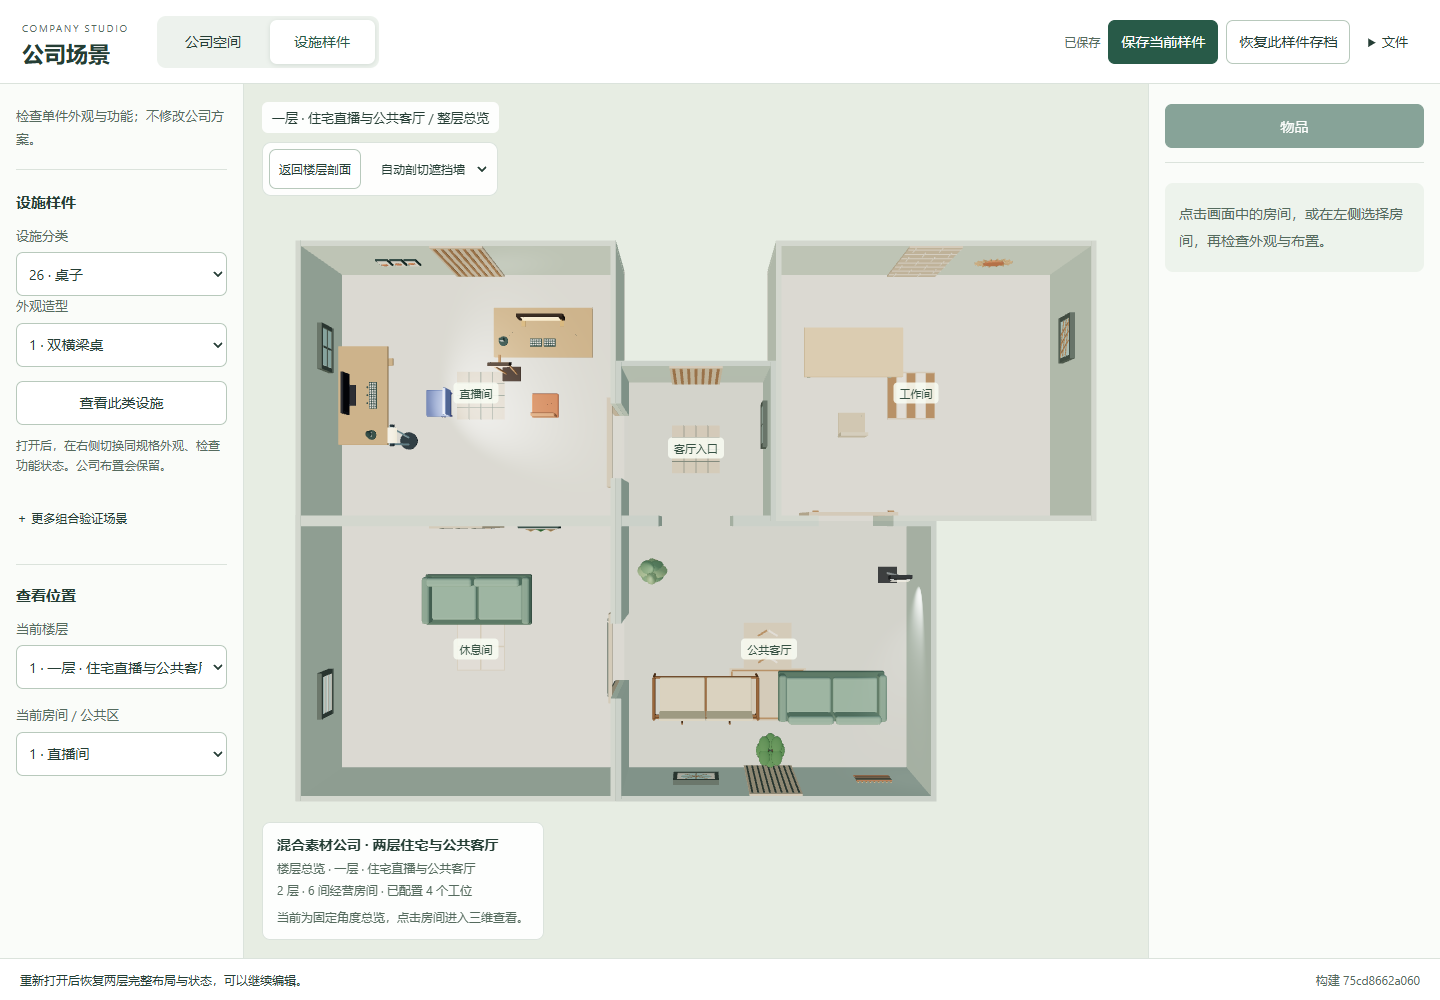 COMPANY STUDIO
公司场景
公司空间
设施样件
已保存
保存当前样件
恢复此样件存档
▶ 文件
检查单件外观与功能；不修改公司方
案。
设施样件
设施分类
26 · 桌子
外观造型
1 · 双横梁桌
查看此类设施
打开后，在右侧切换同规格外观、检查
功能状态。公司布置会保留。
+ 更多组合验证场景
查看位置
当前楼层
1 · 一层 · 住宅直播与公共客厅
当前房间 / 公共区
1 · 直播间
一层 · 住宅直播与公共客厅 / 整层总览
返回楼层剖面
自动剖切遮挡墙
直播间
客厅入口
工作间
休息间
公共客厅
混合素材公司 · 两层住宅与公共客厅
楼层总览 · 一层 · 住宅直播与公共客厅
2 层 · 6 间经营房间 · 已配置 4 个工位
当前为固定角度总览，点击房间进入三维查看。
物品
点击画面中的房间，或在左侧选择房
间，再检查外观与布置。
重新打开后恢复两层完整布局与状态，可以继续编辑。
构建 75cd8662a060